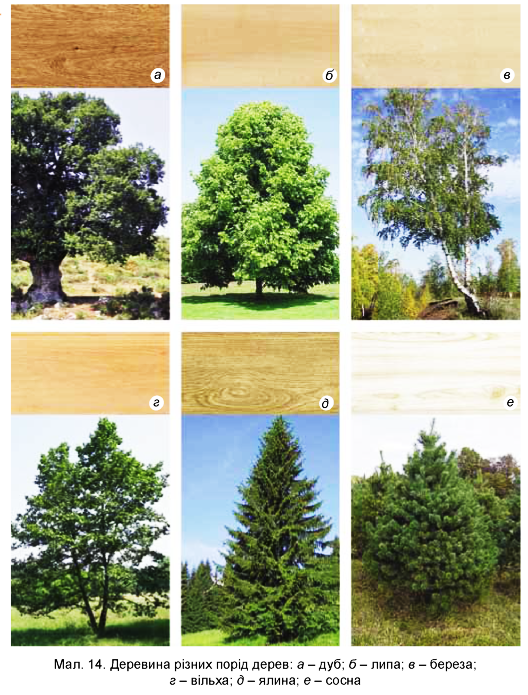 а
б
в
г
д
е
Мал. 14. Деревина різних порід дерев: а – дуб; б – липа; в – береза;
г – вільха; д – ялина; е – сосна